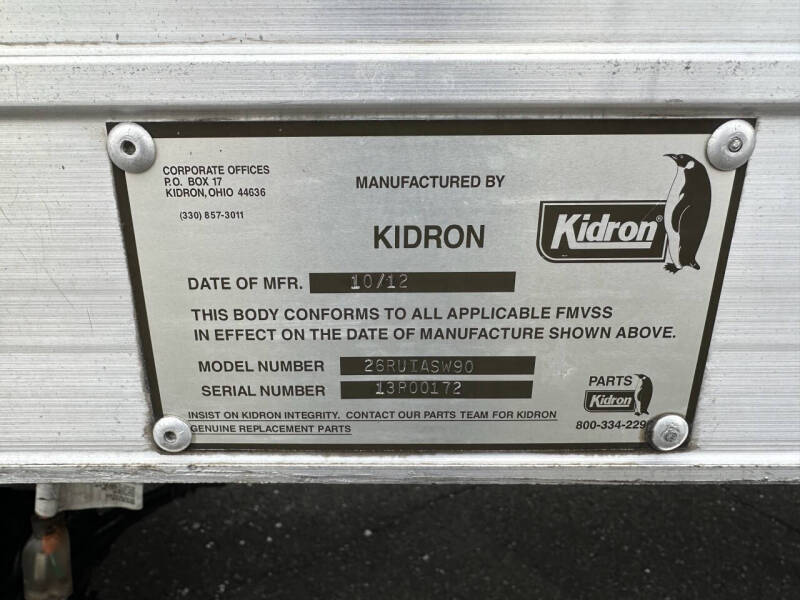 CORPORATE OFFICES
P.O. BOX 17
KIDRON, OHIO 44636
(330) 857-3011
MANUFACTURED BY
KIDRON
Kidron®
DATE OF MFR. 10/12
THIS BODY CONFORMS TO ALL APPLICABLE FMVSS
IN EFFECT ON THE DATE OF MANUFACTURE SHOWN ABOVE.
MODEL NUMBER 26RUIASW90
SERIAL NUMBER 13P00172
PARTS
Kidron
INSIST ON KIDRON INTEGRITY. CONTACT OUR PARTS TEAM FOR KIDRON
GENUINE REPLACEMENT PARTS